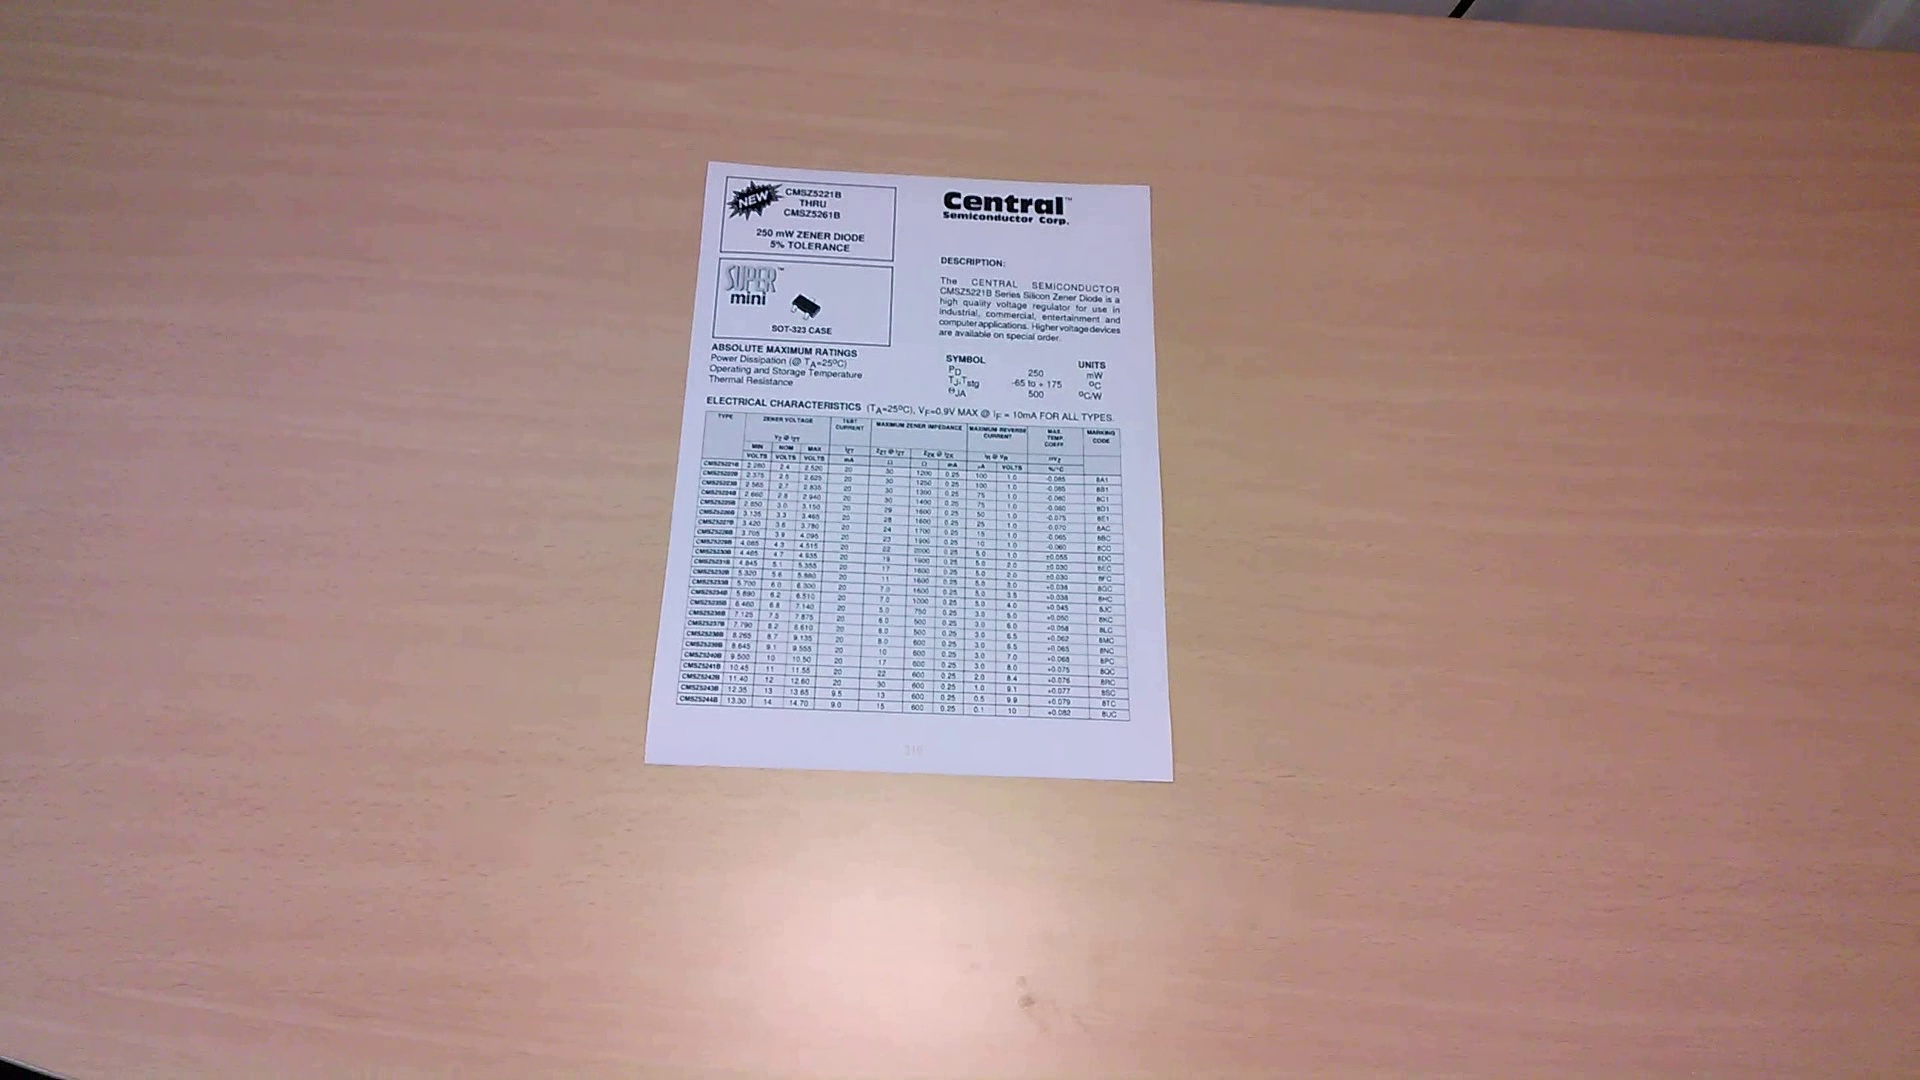 NEW
CMSZ5221B
THRU
CMSZ5261B
250 mW ZENER DIODE
5% TOLERANCE
SUPER™
mini
SOT-323 CASE
Central™
Semiconductor Corp.
DESCRIPTION:
The CENTRAL SEMICONDUCTOR
CMSZ5221B Series Silicon Zener Diode is a
high quality voltage regulator for use in
industrial, commercial, entertainment and
computer applications. Higher voltage devices
are available on special order.
ABSOLUTE MAXIMUM RATINGS SYMBOL UNITS
Power Dissipation (@ TA=25ºC) PD 250 mW
Operating and Storage Temperature TJ,Tstg -65 to + 175 ºC
Thermal Resistance ΘJA 500 ºC/W
ELECTRICAL CHARACTERISTICS (TA=25ºC), VF=0.9V MAX @ IF = 10mA FOR ALL TYPES.
TYPE ZENER VOLTAGE TEST CURRENT MAXIMUM ZENER IMPEDANCE MAXIMUM REVERSE CURRENT MAX. TEMP. COEFF MARKING CODE
VZ @ IZT IZT ZZT @ IZT ZZK @ IZK IR @ VR
MIN NOM MAX
VOLTS VOLTS VOLTS mA Ω Ω mA µA VOLTS %/ºC
CMSZ5221B 2.280 2.4 2.520 20 30 1200 0.25 100 1.0 -0.085 8A1
CMSZ5222B 2.375 2.5 2.625 20 30 1250 0.25 100 1.0 -0.085 8B1
CMSZ5223B 2.565 2.7 2.835 20 30 1300 0.25 75 1.0 -0.080 8C1
CMSZ5224B 2.660 2.8 2.940 20 30 1400 0.25 75 1.0 -0.080 8D1
CMSZ5225B 2.850 3.0 3.150 20 29 1600 0.25 50 1.0 -0.075 8E1
CMSZ5226B 3.135 3.3 3.465 20 28 1600 0.25 25 1.0 -0.070 8AC
CMSZ5227B 3.420 3.6 3.780 20 24 1700 0.25 15 1.0 -0.065 8BC
CMSZ5228B 3.705 3.9 4.095 20 23 1900 0.25 10 1.0 -0.060 8CC
CMSZ5229B 4.085 4.3 4.515 20 22 2000 0.25 5.0 1.0 ±0.055 8DC
CMSZ5230B 4.465 4.7 4.935 20 19 1900 0.25 5.0 2.0 ±0.030 8EC
CMSZ5231B 4.845 5.1 5.355 20 17 1600 0.25 5.0 2.0 ±0.030 8FC
CMSZ5232B 5.320 5.6 5.880 20 11 1600 0.25 5.0 3.0 +0.038 8GC
CMSZ5233B 5.700 6.0 6.300 20 7.0 1600 0.25 5.0 3.5 +0.038 8HC
CMSZ5234B 5.890 6.2 6.510 20 7.0 1000 0.25 5.0 4.0 +0.045 8JC
CMSZ5235B 6.460 6.8 7.140 20 5.0 750 0.25 3.0 5.0 +0.050 8KC
CMSZ5236B 7.125 7.5 7.875 20 6.0 500 0.25 3.0 6.0 +0.058 8LC
CMSZ5237B 7.790 8.2 8.610 20 8.0 500 0.25 3.0 6.5 +0.062 8MC
CMSZ5238B 8.265 8.7 9.135 20 8.0 600 0.25 3.0 6.5 +0.065 8NC
CMSZ5239B 8.645 9.1 9.555 20 10 600 0.25 3.0 7.0 +0.068 8PC
CMSZ5240B 9.500 10 10.50 20 17 600 0.25 3.0 8.0 +0.075 8QC
CMSZ5241B 10.45 11 11.55 20 22 600 0.25 2.0 8.4 +0.076 8RC
CMSZ5242B 11.40 12 12.60 20 30 600 0.25 1.0 9.1 +0.077 8SC
CMSZ5243B 12.35 13 13.65 9.5 13 600 0.25 0.5 9.9 +0.079 8TC
CMSZ5244B 13.30 14 14.70 9.0 15 600 0.25 0.1 10 +0.082 8UC